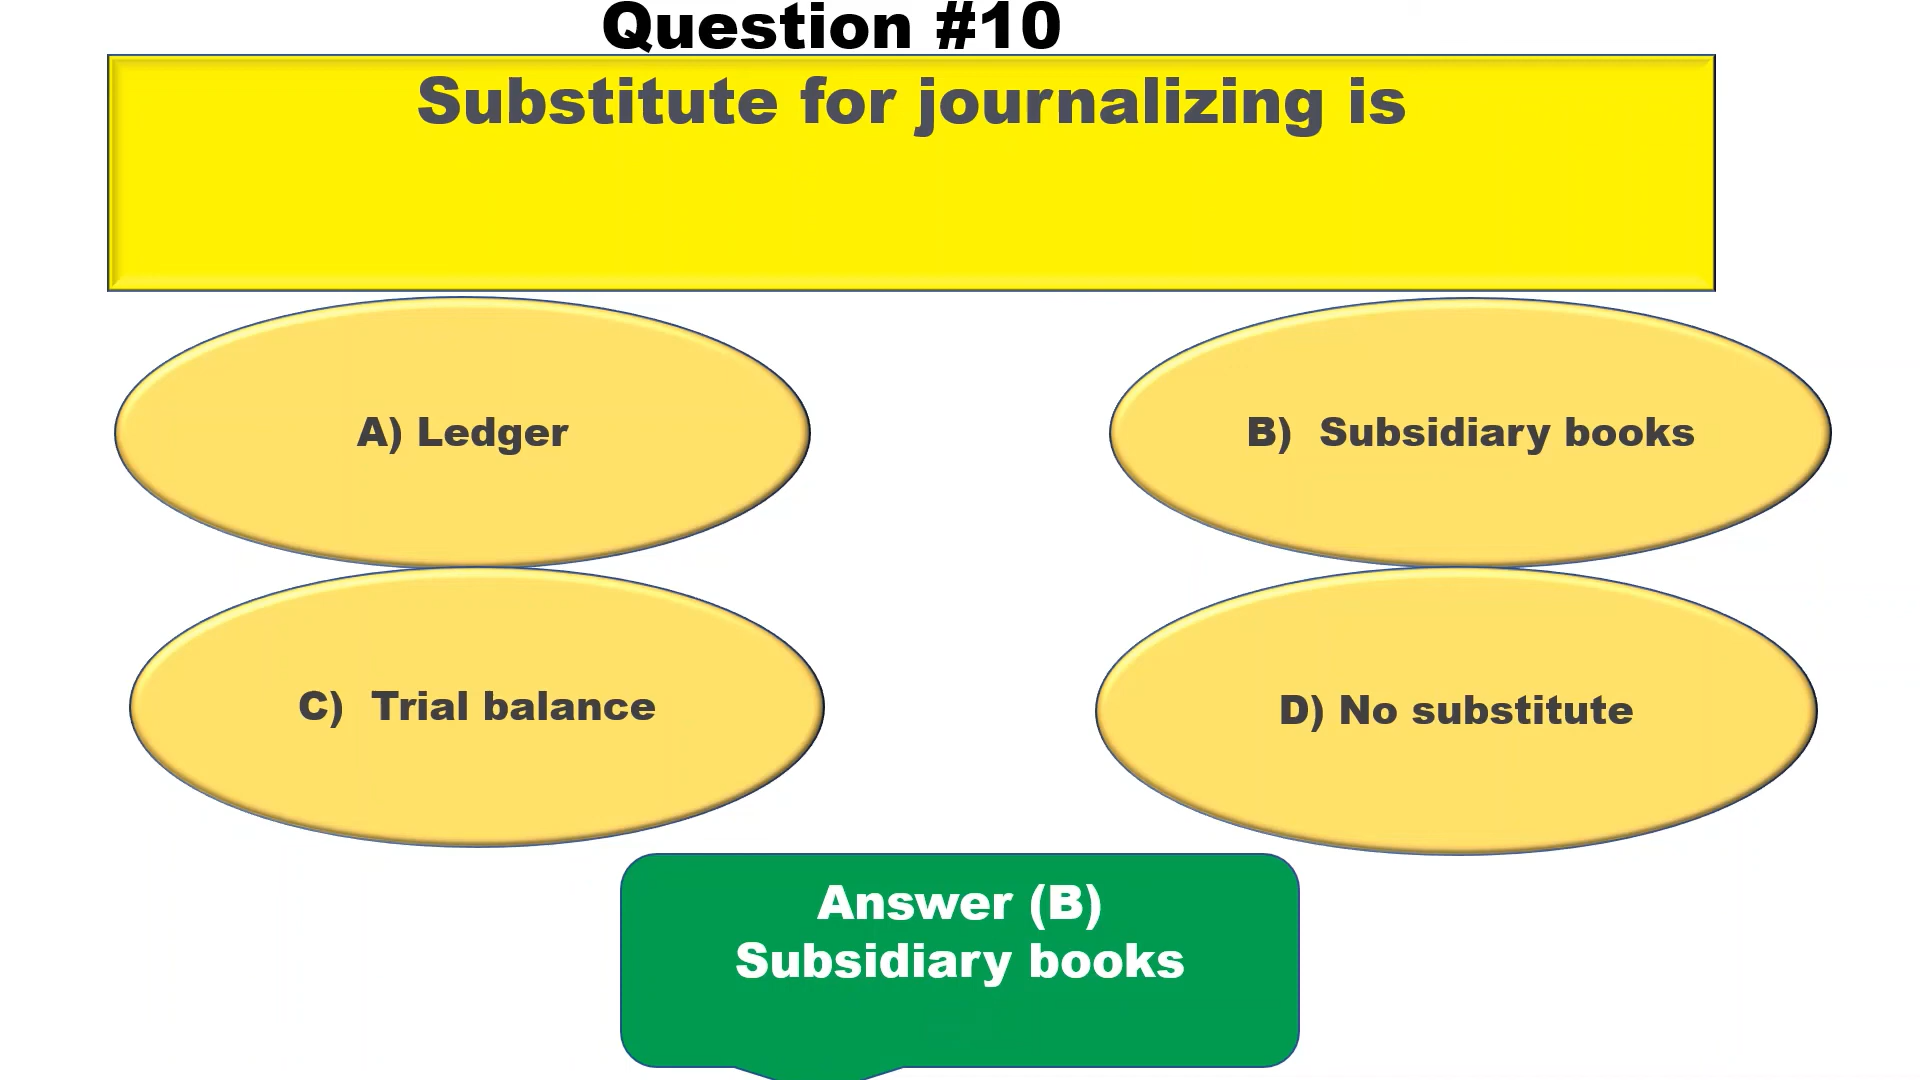 Question #10
Substitute for journalizing is
A) Ledger
B) Subsidiary books
C) Trial balance
D) No substitute
Answer (B)
Subsidiary books